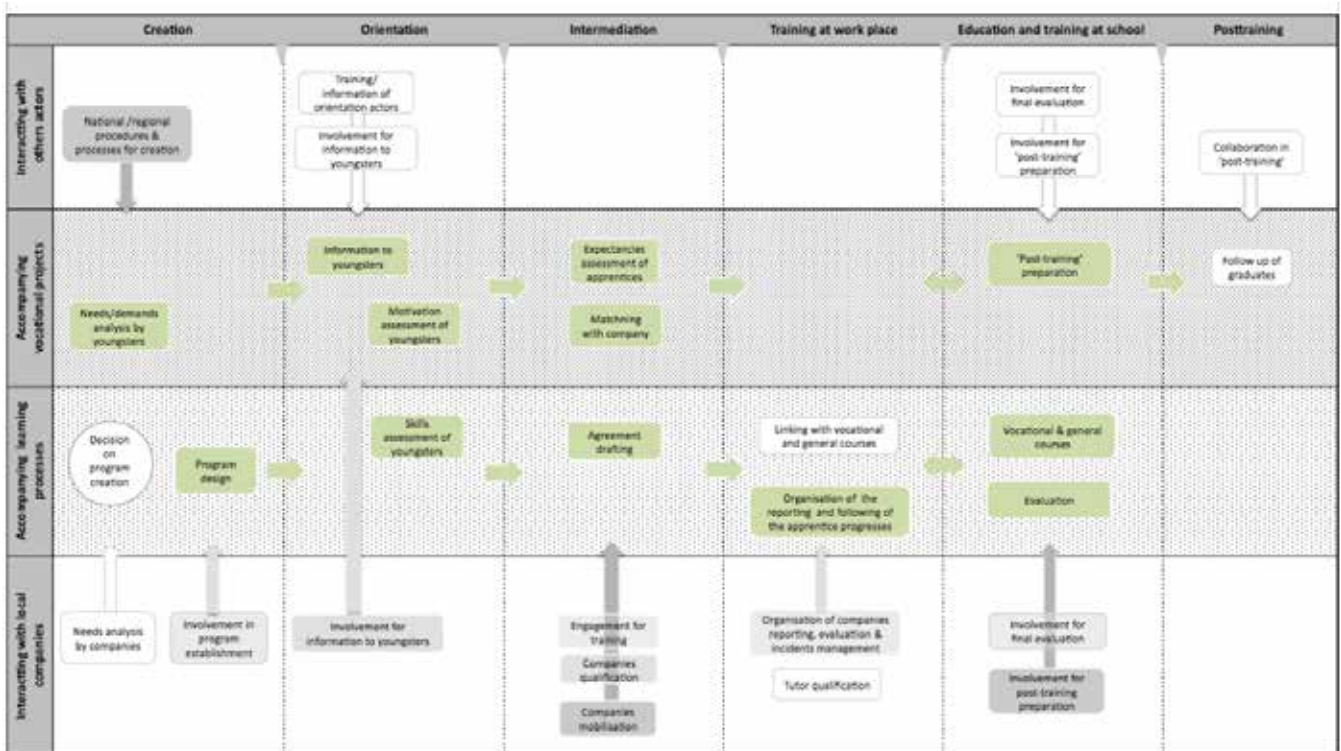 Creation
Orientation
Intermediation
Training at work place
Education and training at school
Posttraining
Interactting with
others actors
National /regional
procedures &
processes for creation
Training/
information of
orientation actors
Involvement for
information to
youngsters
Involvement for
final evaluation
Involvement for
'post-training'
preparation
Collaboration in
'post-training'
Accompanying
vocational projects
Needs/demands
analysis by
youngsters
Information to
youngsters
Motivation
assessment of
youngsters
Expectancies
assessment of
apprentices
Matchning
with company
'Post-training'
preparation
Follow up of
graduates
Accompanying learning
processes
Decision
on
program
creation
Program
design
Skills
assessment of
youngsters
Agreement
drafting
Linking with vocational
and general courses
Organisation of the
reporting and following of
the apprentice progresses
Vocational & general
courses
Evaluation
Interactting with local
companies
Needs analysis
by companies
Involvement in
program
establishment
Involvement for
information to youngsters
Engagement for
training
Companies
qualification
Companies
mobilisation
Organisation of companies
reporting, evaluation &
incidents management
Tutor qualification
Involvement for
final evaluation
Involvement for
post-training
preparation